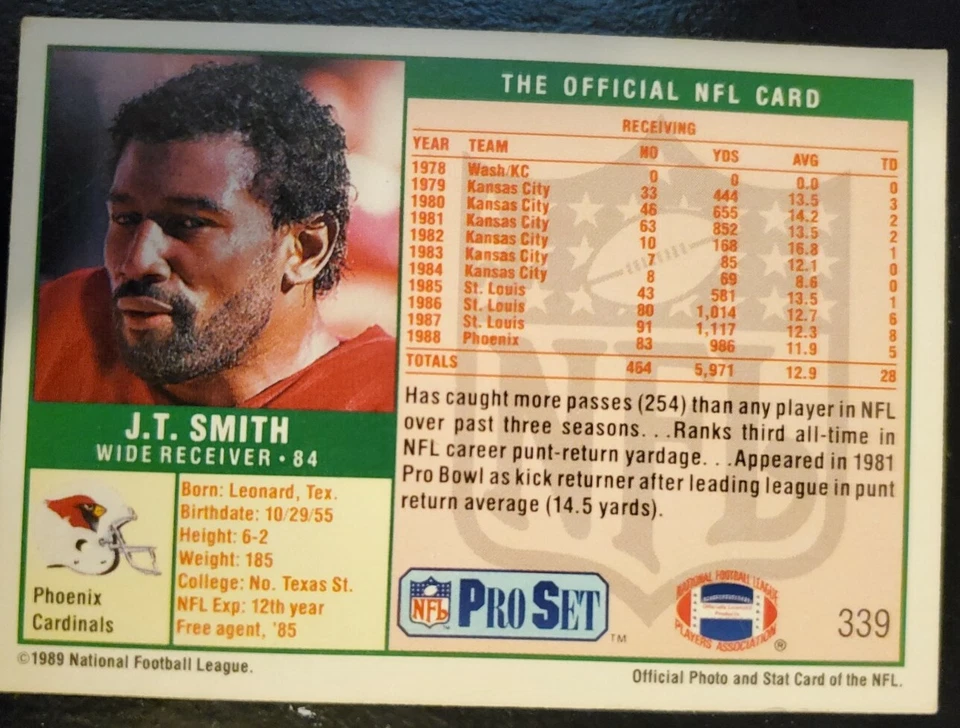 THE OFFICIAL NFL CARD
RECEIVING
YEAR TEAM NO YDS AVG TD
1978 Wash/KC 0 0 0.0 0
1979 Kansas City 33 444 13.5 3
1980 Kansas City 46 655 14.2 2
1981 Kansas City 63 852 13.5 2
1982 Kansas City 10 168 16.8 1
1983 Kansas City 7 85 12.1 0
1984 Kansas City 8 69 8.6 0
1985 St. Louis 43 581 13.5 1
1986 St. Louis 80 1,014 12.7 6
1987 St. Louis 91 1,117 12.3 8
1988 Phoenix 83 986 11.9 5
TOTALS 464 5,971 12.9 28
Has caught more passes (254) than any player in NFL
over past three seasons. . .Ranks third all-time in
NFL career punt-return yardage. . .Appeared in 1981
Pro Bowl as kick returner after leading league in punt
return average (14.5 yards).
J.T. SMITH
WIDE RECEIVER • 84
Phoenix
Cardinals
Born: Leonard, Tex.
Birthdate: 10/29/55
Height: 6-2
Weight: 185
College: No. Texas St.
NFL Exp: 12th year
Free agent, '85
NFL PRO SET ™
NATIONAL FOOTBALL LEAGUE
Officially Licensed
Product
PLAYERS ASSOCIATION ®
339
©1989 National Football League.
Official Photo and Stat Card of the NFL.
NFL